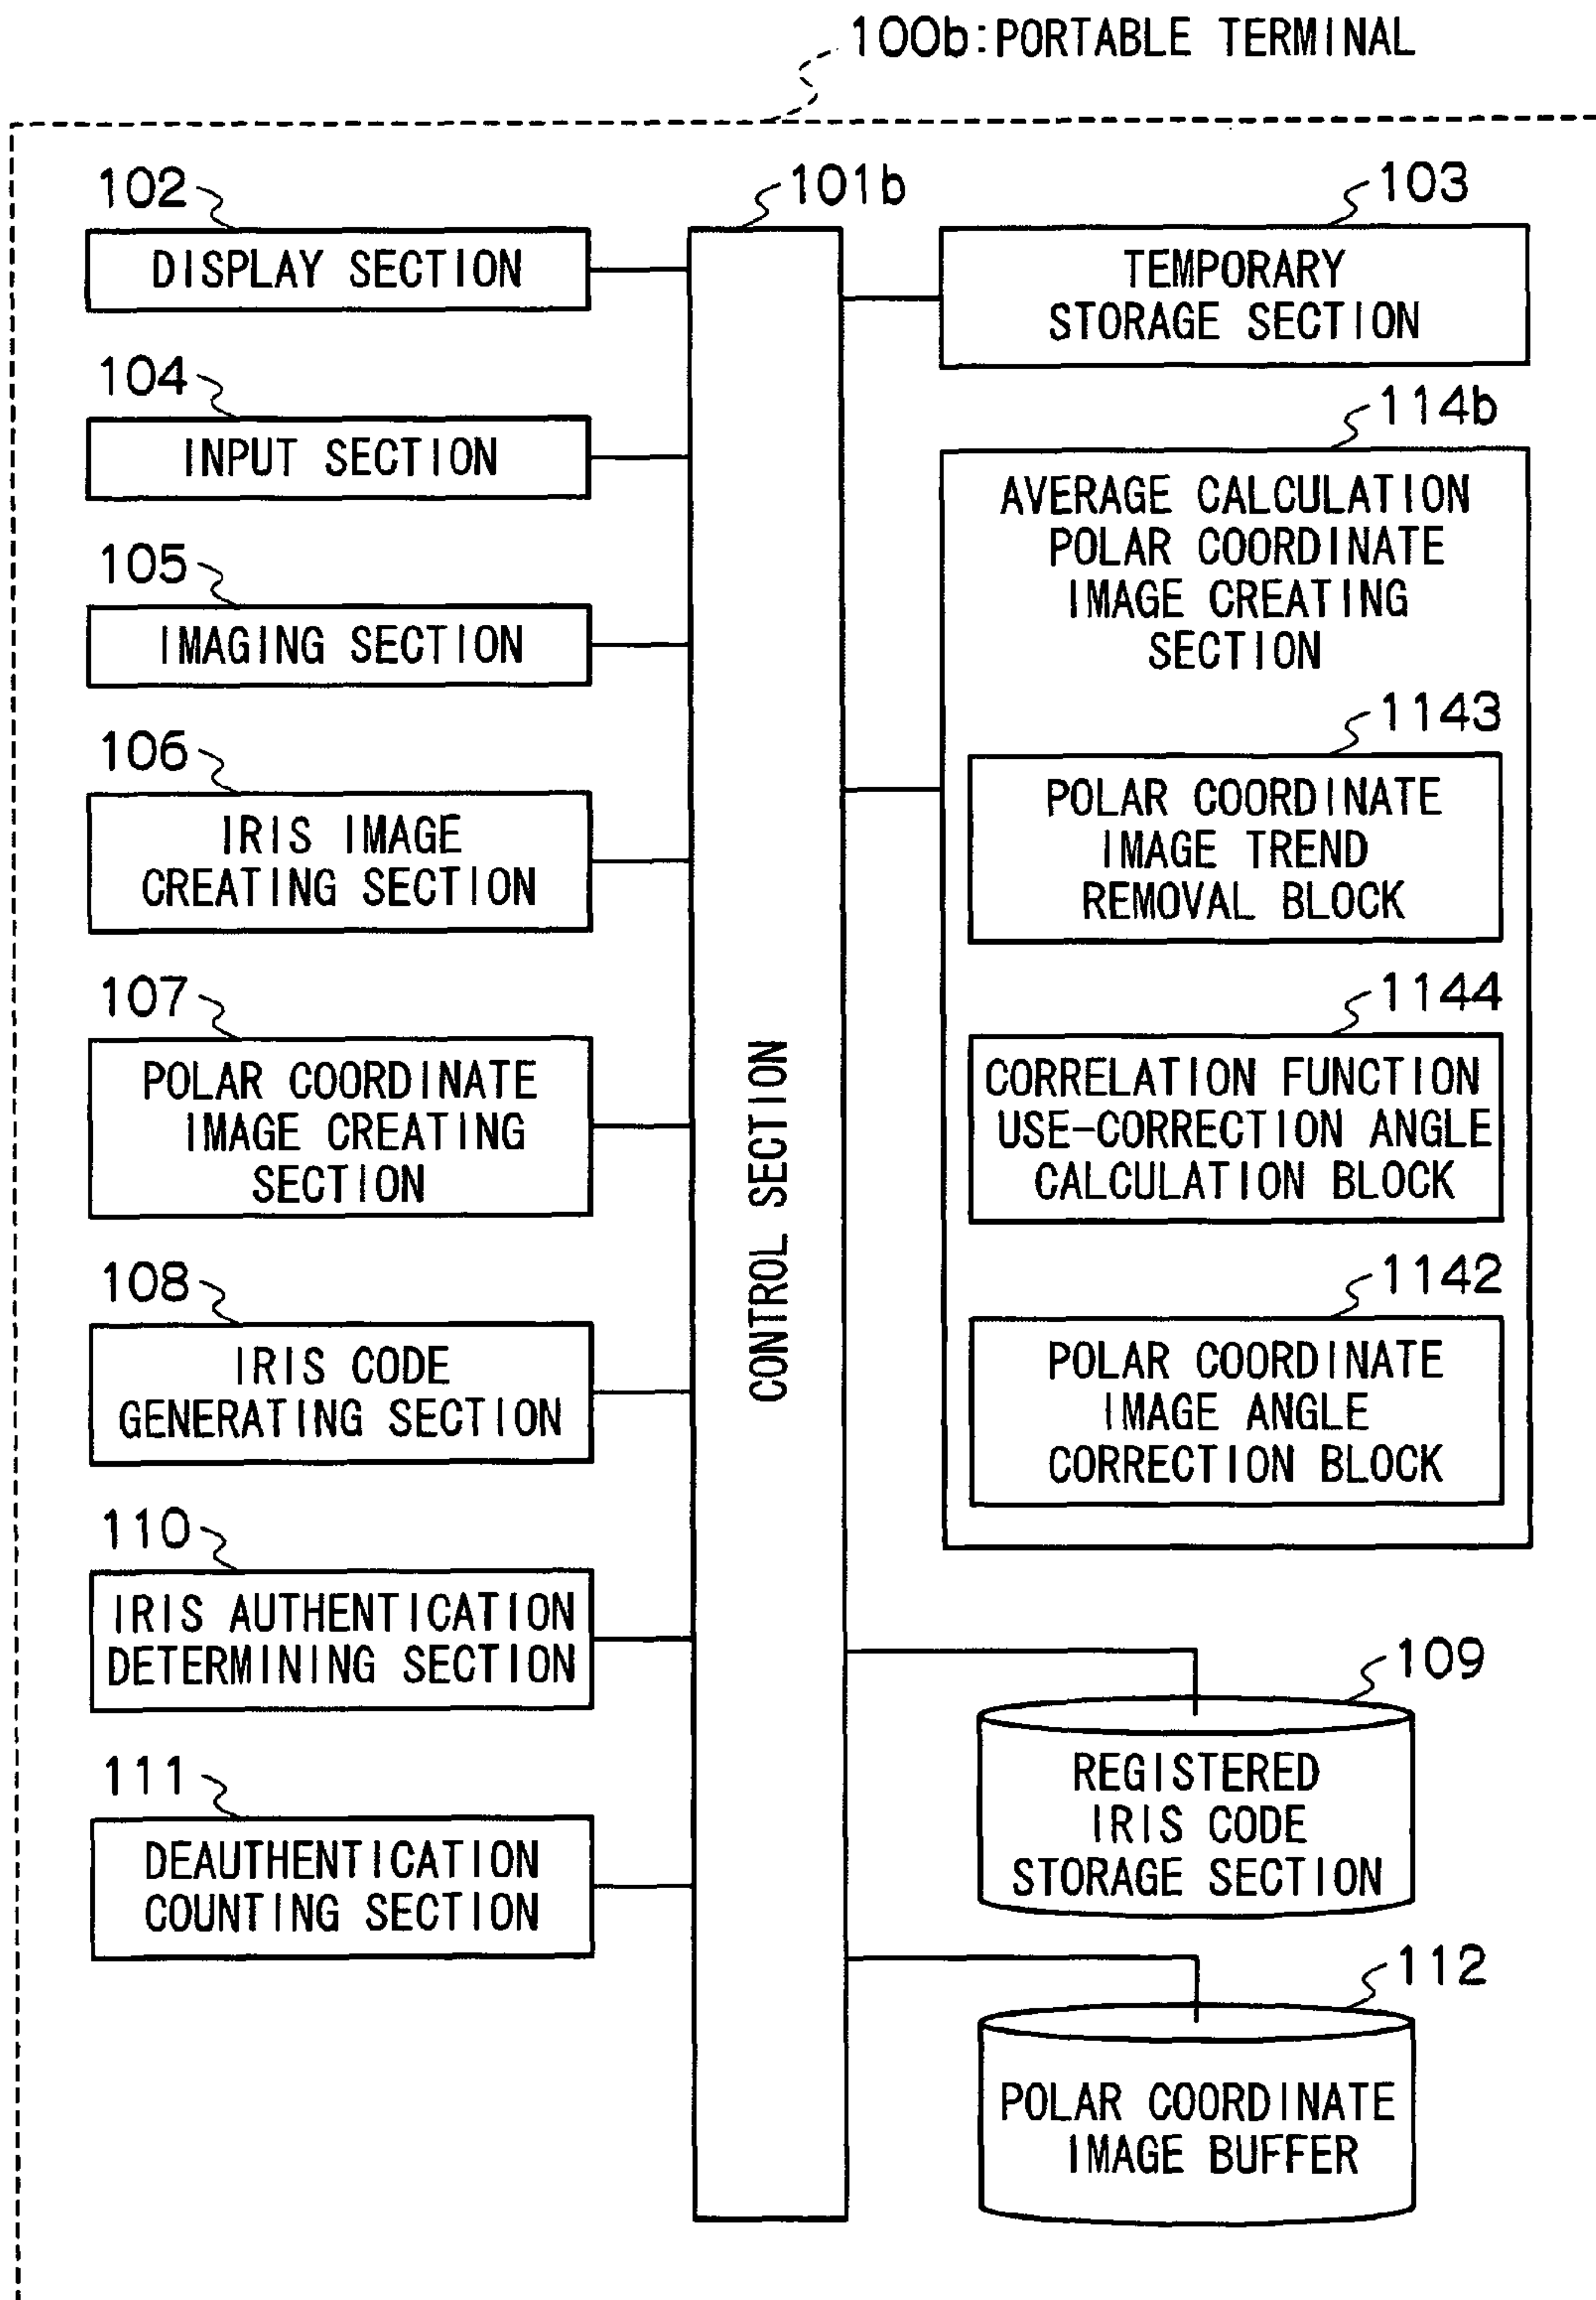 100b:PORTABLE TERMINAL
102
DISPLAY SECTION
104
INPUT SECTION
105
IMAGING SECTION
106
IRIS IMAGE
CREATING SECTION
107
POLAR COORDINATE
IMAGE CREATING
SECTION
108
IRIS CODE
GENERATING SECTION
110
IRIS AUTHENTICATION
DETERMINING SECTION
111
DEAUTHENTICATION
COUNTING SECTION
101b
CONTROL SECTION
103
TEMPORARY
STORAGE SECTION
114b
AVERAGE CALCULATION
POLAR COORDINATE
IMAGE CREATING
SECTION
1143
POLAR COORDINATE
IMAGE TREND
REMOVAL BLOCK
1144
CORRELATION FUNCTION
USE-CORRECTION ANGLE
CALCULATION BLOCK
1142
POLAR COORDINATE
IMAGE ANGLE
CORRECTION BLOCK
109
REGISTERED
IRIS CODE
STORAGE SECTION
112
POLAR COORDINATE
IMAGE BUFFER